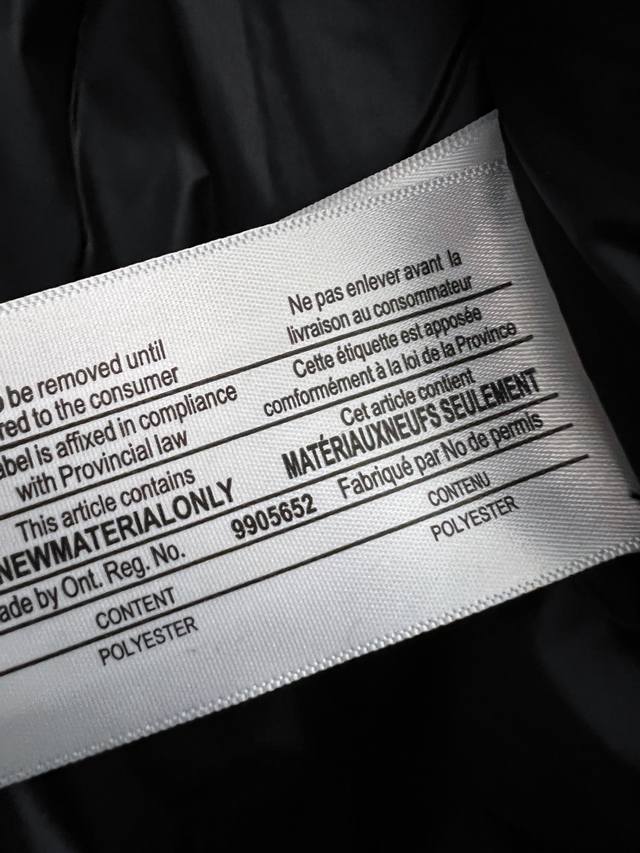 be removed until
red to the consumer
abel is affixed in compliance
with Provincial law
This article contains
NEWMATERIALONLY
ade by Ont. Reg. No. 9905652 Fabriqué par No de permis
CONTENT
POLYESTER
Ne pas enlever avant la
livraison au consommateur
Cette étiquette est apposée
comformément à la loi de la Province
Cet article contient
MATÉRIAUXNEUFS SEULEMENT
CONTENU
POLYESTER